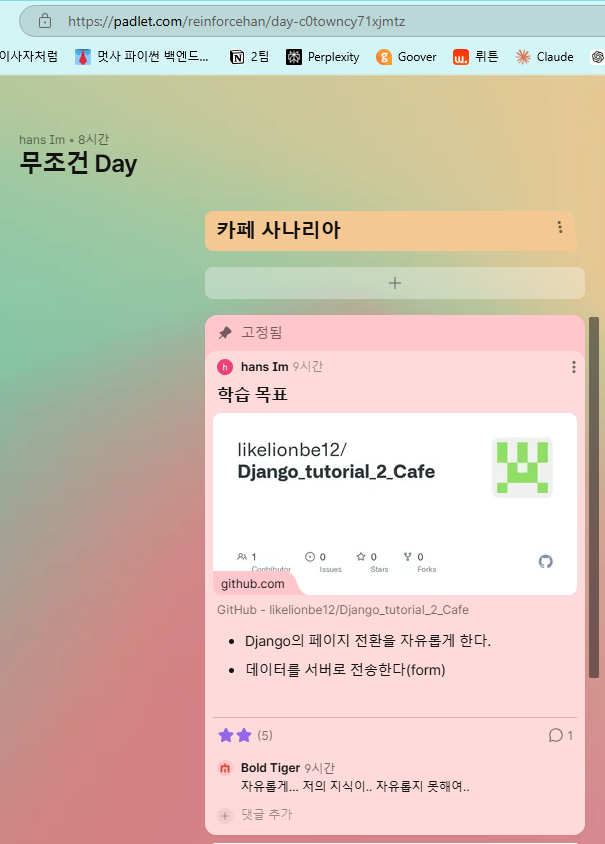 https://padlet.com/reinforcehan/day-c0towncy71xjmtz
이사자처럼 멋사 파이썬 백엔드... 2팀 Perplexity Goover 뤼튼 Claude
hans Im • 8시간
무조건 Day
카페 사나리아
고정됨
h hans Im 9시간
학습 목표
likelionbe12/
Django_tutorial_2_Cafe
1 0 0 0
Contributor Issues Stars Forks
github.com
GitHub - likelionbe12/Django_tutorial_2_Cafe
• Django의 페이지 전환을 자유롭게 한다.
• 데이터를 서버로 전송한다(form)
(5) 1
Bold Tiger 9시간
자유롭게... 저의 지식이.. 자유롭지 못해여..
댓글 추가